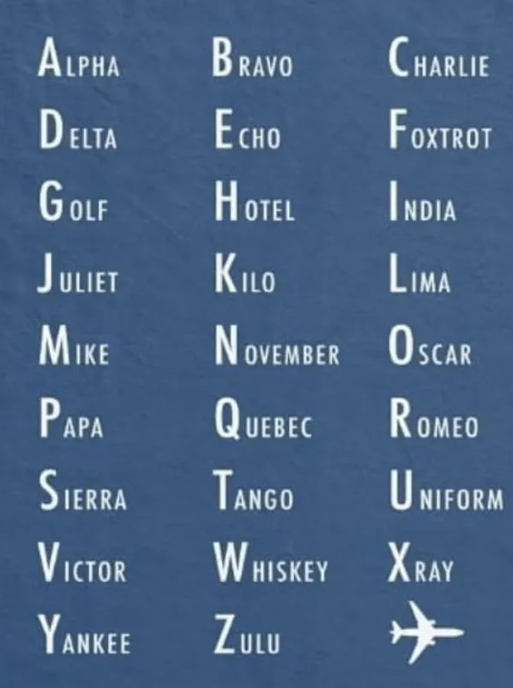 ALPHA BRAVO CHARLIE
DELTA ECHO FOXTROT
GOLF HOTEL INDIA
JULIET KILO LIMA
MIKE NOVEMBER OSCAR
PAPA QUEBEC ROMEO
SIERRA TANGO UNIFORM
VICTOR WHISKEY XRAY
YANKEE ZULU